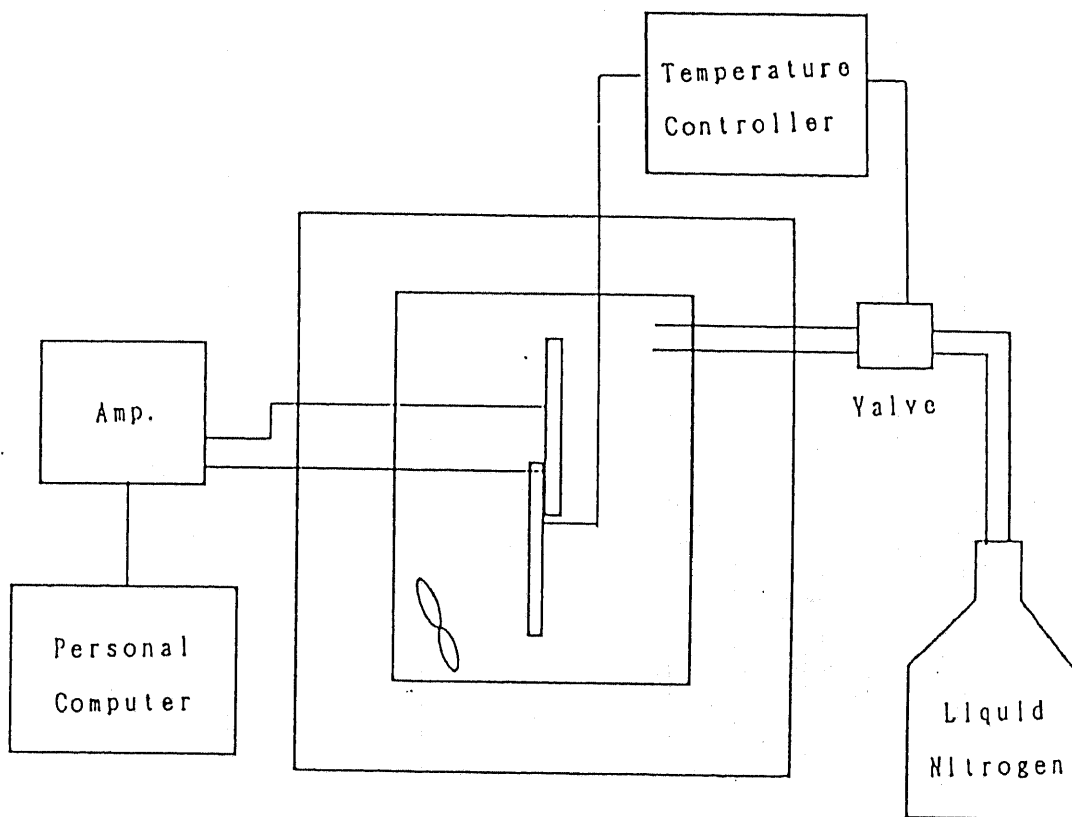 Temperature
Controller
Amp.
Valve
Personal
Computer
Liquid
Nitrogen